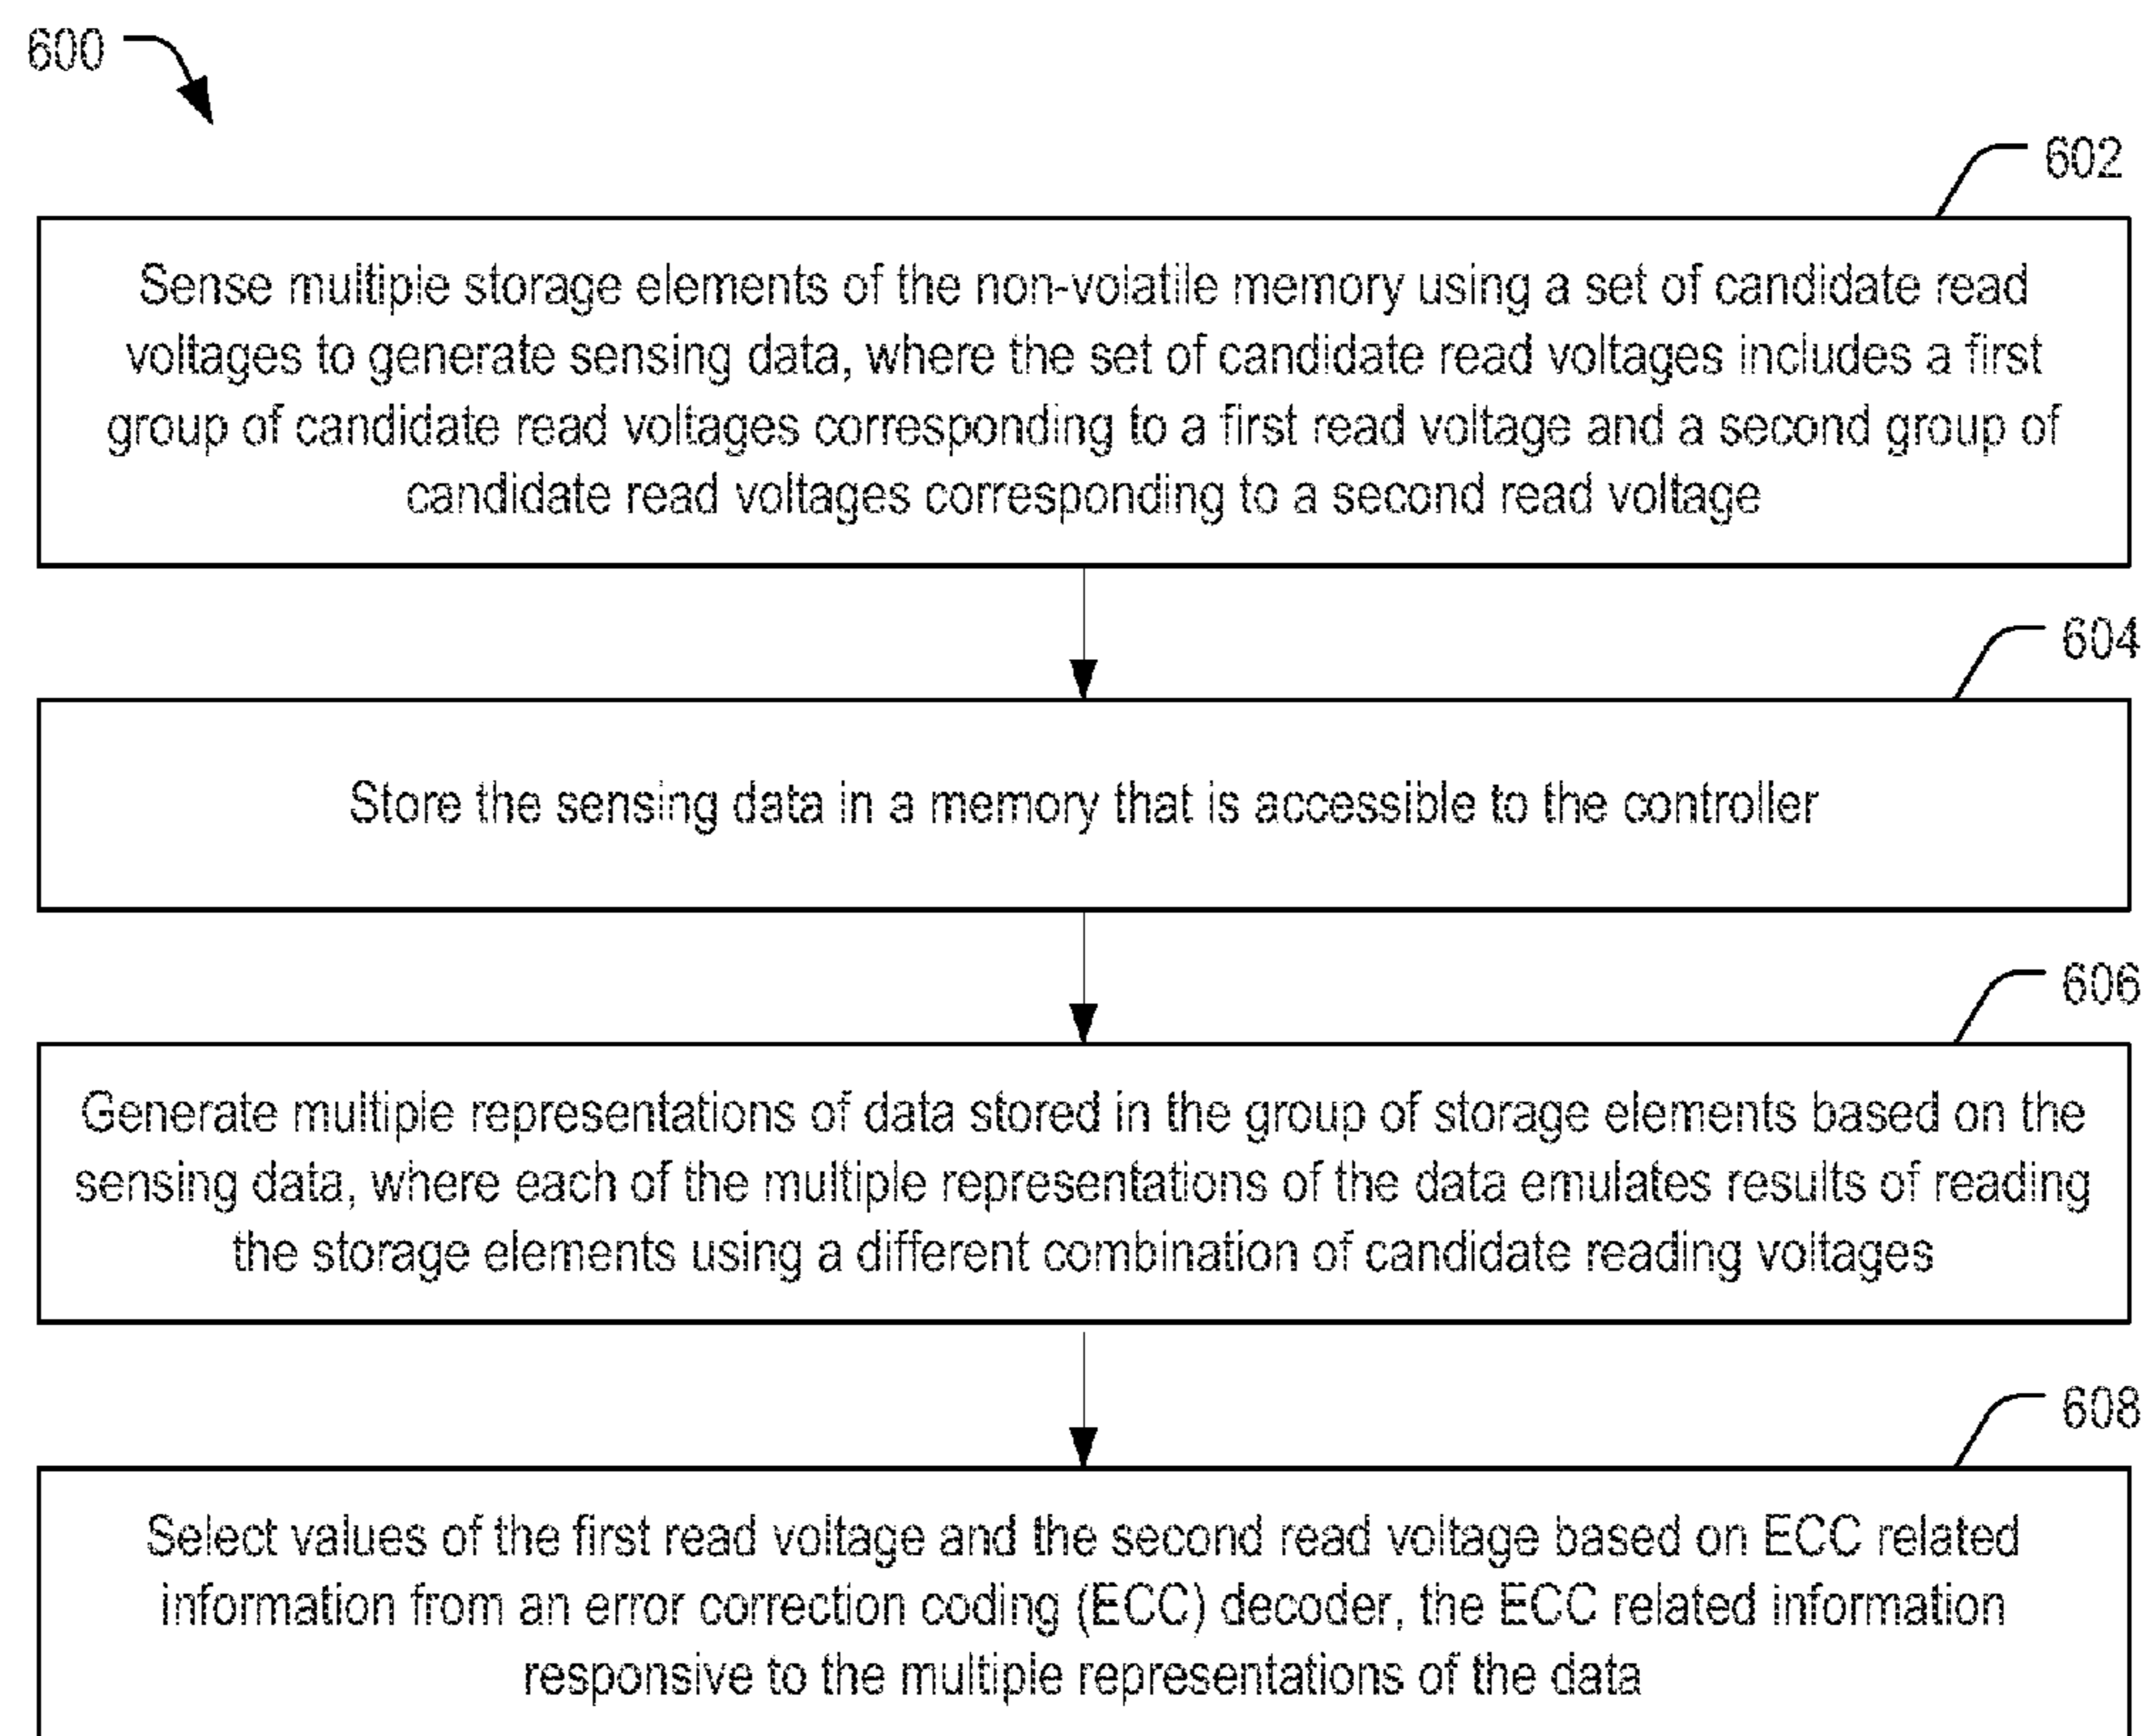 600
602
Sense multiple storage elements of the non-volatile memory using a set of candidate read
voltages to generate sensing data, where the set of candidate read voltages includes a first
group of candidate read voltages corresponding to a first read voltage and a second group of
candidate read voltages corresponding to a second read voltage
604
Store the sensing data in a memory that is accessible to the controller
606
Generate multiple representations of data stored in the group of storage elements based on the
sensing data, where each of the multiple representations of the data emulates results of reading
the storage elements using a different combination of candidate reading voltages
608
Select values of the first read voltage and the second read voltage based on ECC related
information from an error correction coding (ECC) decoder, the ECC related information
responsive to the multiple representations of the data